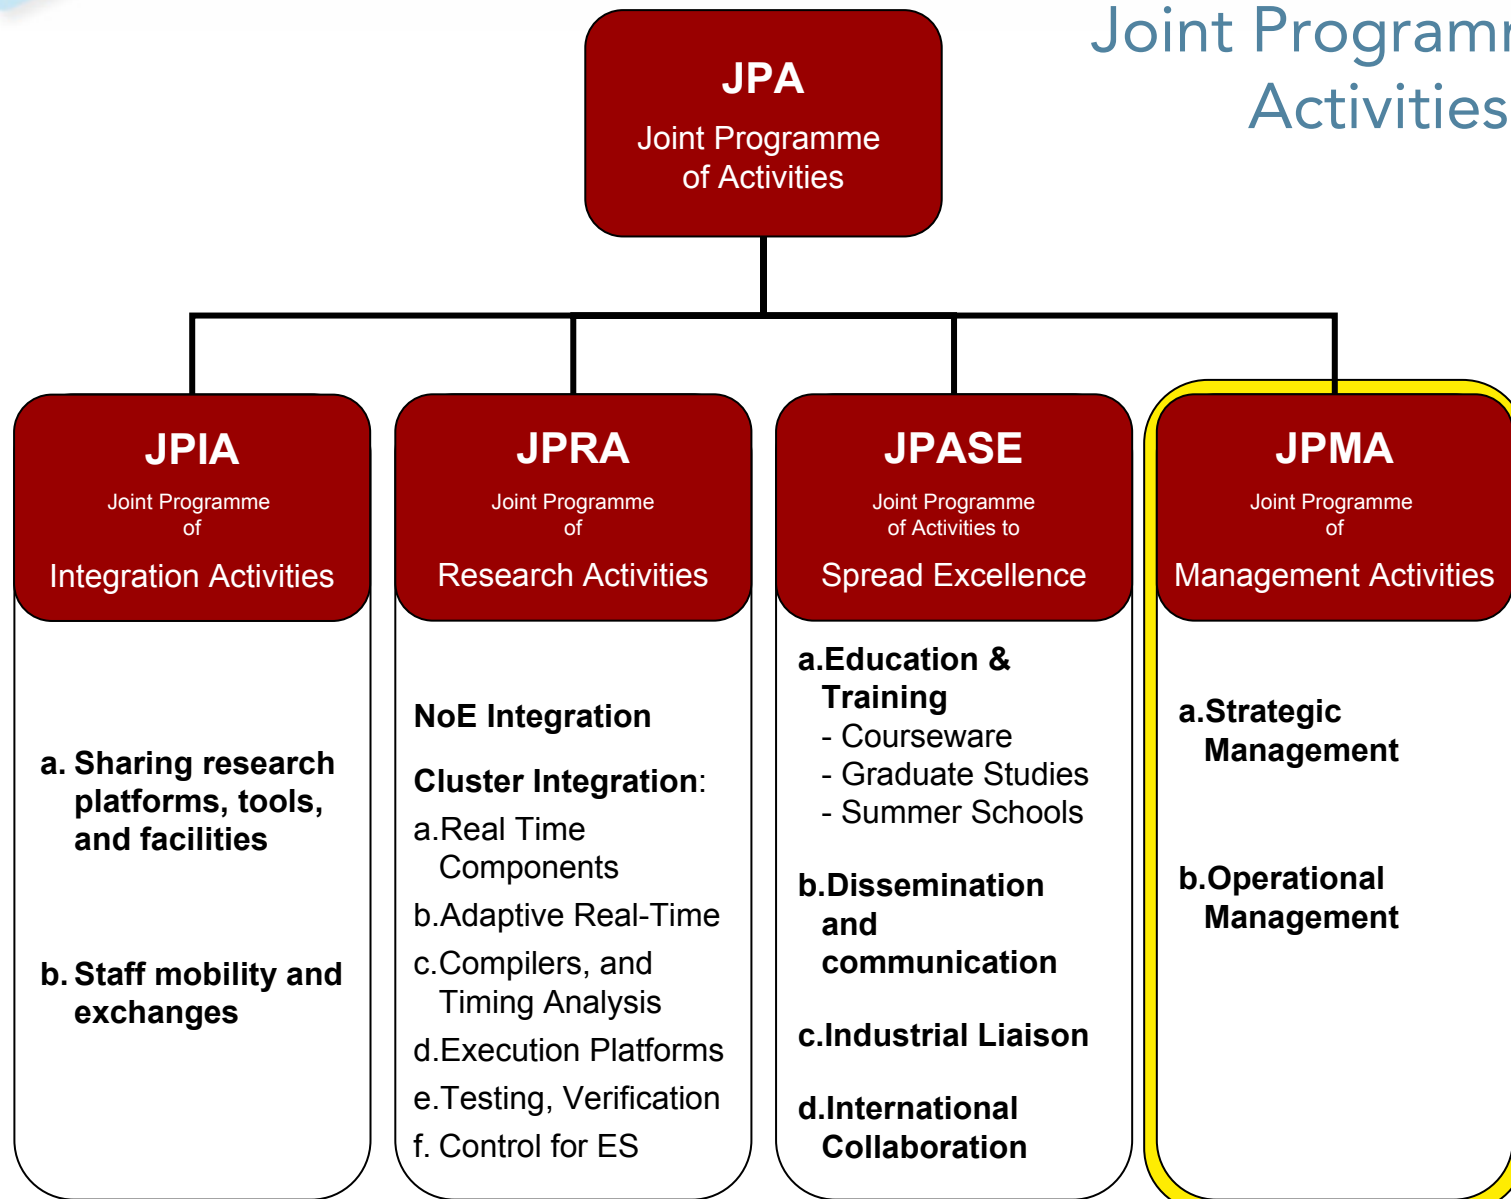 Joint Programm
Activities
JPA
Joint Programme
of Activities
JPIA
Joint Programme
of
Integration Activities
a. Sharing research
platforms, tools,
and facilities
b. Staff mobility and
exchanges
JPRA
Joint Programme
of
Research Activities
NoE Integration
Cluster Integration:
a.Real Time
Components
b.Adaptive Real-Time
c.Compilers, and
Timing Analysis
d.Execution Platforms
e.Testing, Verification
f. Control for ES
JPASE
Joint Programme
of Activities to
Spread Excellence
a.Education &
Training
- Courseware
- Graduate Studies
- Summer Schools
b.Dissemination
and
communication
c.Industrial Liaison
d.International
Collaboration
JPMA
Joint Programme
of
Management Activities
a.Strategic
Management
b.Operational
Management